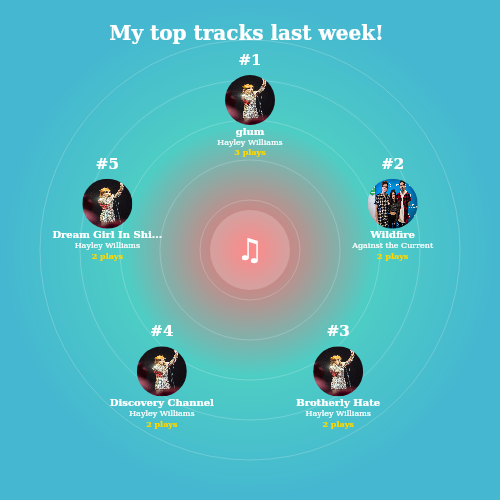 My top tracks last week!
#1
glum
Hayley Williams
3 plays
#2
Wildfire
Against the Current
2 plays
#3
Brotherly Hate
Hayley Williams
2 plays
#4
Discovery Channel
Hayley Williams
2 plays
#5
Dream Girl In Shi...
Hayley Williams
2 plays